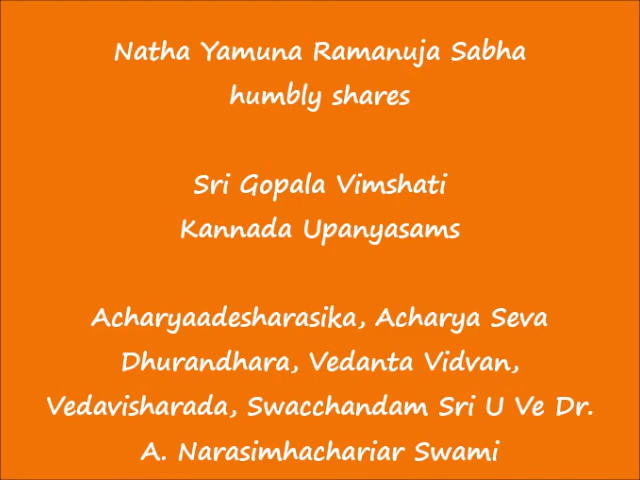 Natha Yamuna Ramanuja Sabha
humbly shares
Sri Gopala Vimshati
Kannada Upanyasams
Acharyaadesharasika, Acharya Seva
Dhurandhara, Vedanta Vidvan,
Vedavisharada, Swacchandam Sri U Ve Dr.
A. Narasimhachariar Swami